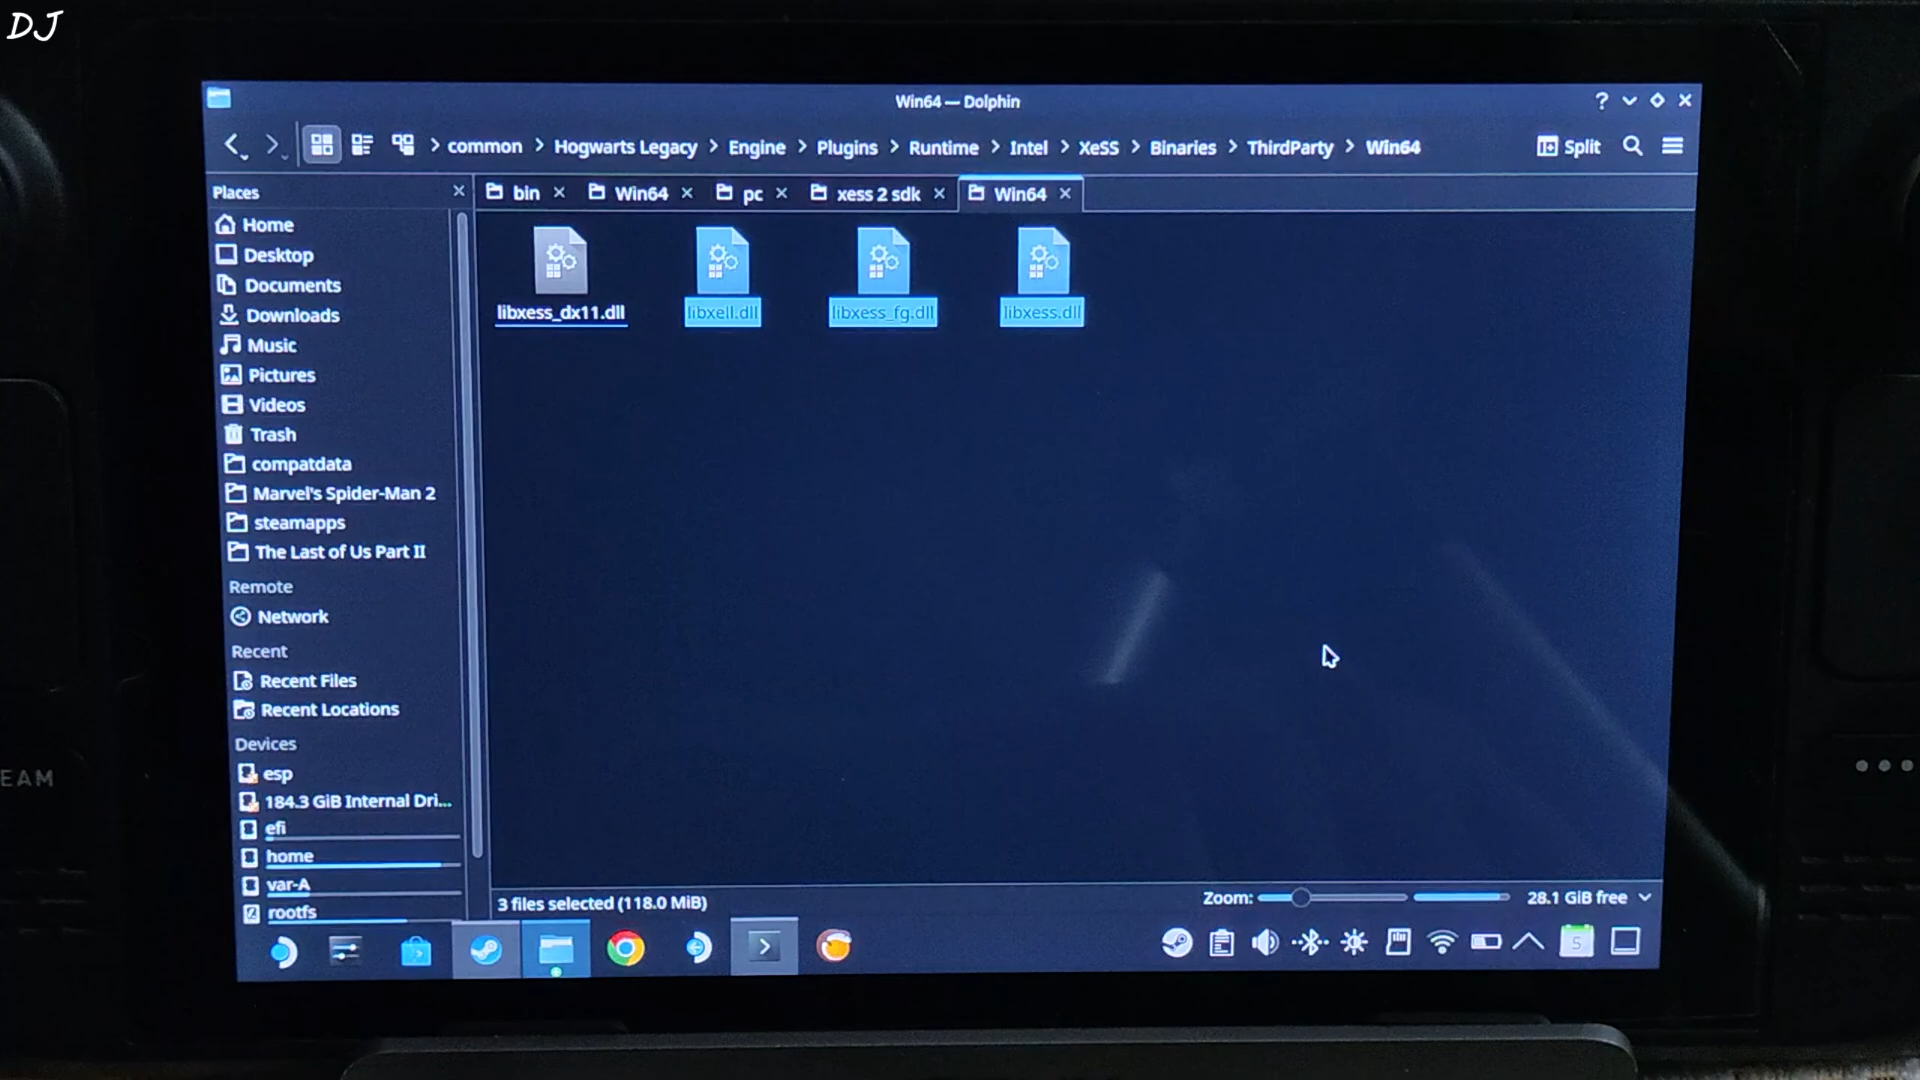 DJ
Win64 — Dolphin
common > Hogwarts Legacy > Engine > Plugins > Runtime > Intel > XeSS > Binaries > ThirdParty > Win64
Split
Places
bin
Win64
pc
xess 2 sdk
Win64
libxess_dx11.dll
libxell.dll
libxess_fg.dll
libxess.dll
Home
Desktop
Documents
Downloads
Music
Pictures
Videos
Trash
compatdata
Marvel's Spider-Man 2
steamapps
The Last of Us Part II
Remote
Network
Recent
Recent Files
Recent Locations
Devices
esp
184.3 GiB Internal Dri...
efi
home
var-A
rootfs
3 files selected (118.0 MiB)
Zoom:
28.1 GiB free
5
EAM